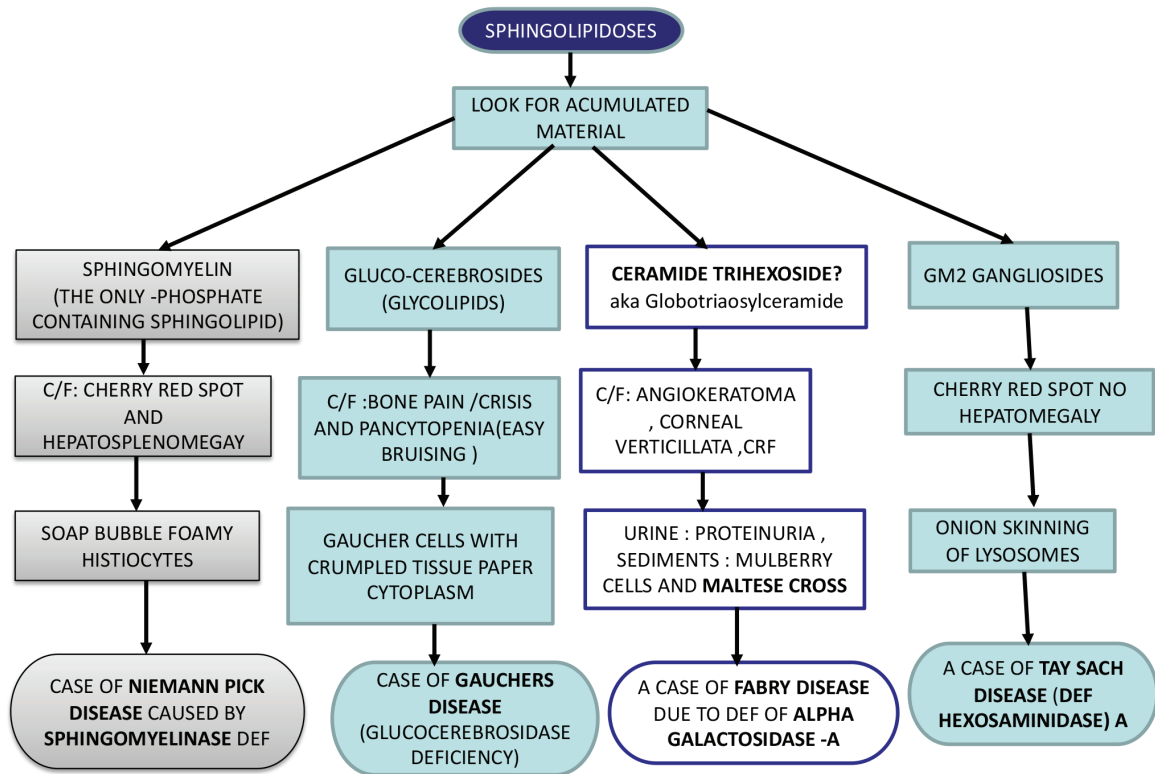 SPHINGOLIPIDOSES
LOOK FOR ACUMULATED
MATERIAL
SPHINGOMYELIN
(THE ONLY -PHOSPHATE
CONTAINING SPHINGOLIPID)
C/F: CHERRY RED SPOT
AND
HEPATOSPLENOMEGAY
SOAP BUBBLE FOAMY
HISTIOCYTES
CASE OF NIEMANN PICK
DISEASE CAUSED BY
SPHINGOMYELINASE DEF
GLUCO-CEREBROSIDES
(GLYCOLIPIDS)
C/F :BONE PAIN /CRISIS
AND PANCYTOPENIA(EASY
BRUISING )
GAUCHER CELLS WITH
CRUMPLED TISSUE PAPER
CYTOPLASM
CASE OF GAUCHERS
DISEASE
(GLUCOCEREBROSIDASE
DEFICIENCY)
CERAMIDE TRIHEXOSIDE?
aka Globotriaosylceramide
C/F: ANGIOKERATOMA
, CORNEAL
VERTICILLATA ,CRF
URINE : PROTEINURIA ,
SEDIMENTS : MULBERRY
CELLS AND MALTESE CROSS
A CASE OF FABRY DISEASE
DUE TO DEF OF ALPHA
GALACTOSIDASE -A
GM2 GANGLIOSIDES
CHERRY RED SPOT NO
HEPATOMEGALY
ONION SKINNING
OF LYSOSOMES
A CASE OF TAY SACH
DISEASE (DEF
HEXOSAMINIDASE) A